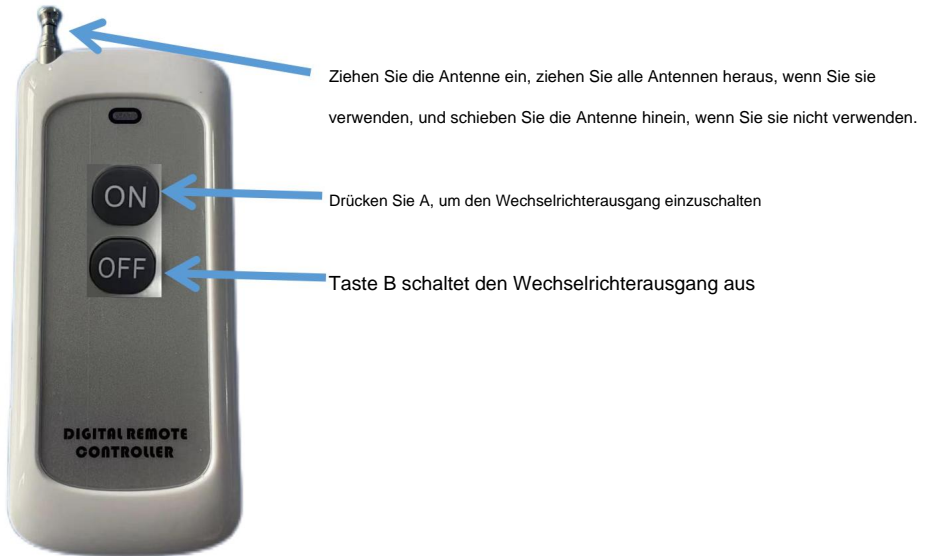 Ziehen Sie die Antenne ein, ziehen Sie alle Antennen heraus, wenn Sie sie
verwenden, und schieben Sie die Antenne hinein, wenn Sie sie nicht verwenden.
ON
Drücken Sie A, um den Wechselrichterausgang einzuschalten
OFF
Taste B schaltet den Wechselrichterausgang aus
DIGITAL REMOTE
CONTROLLER